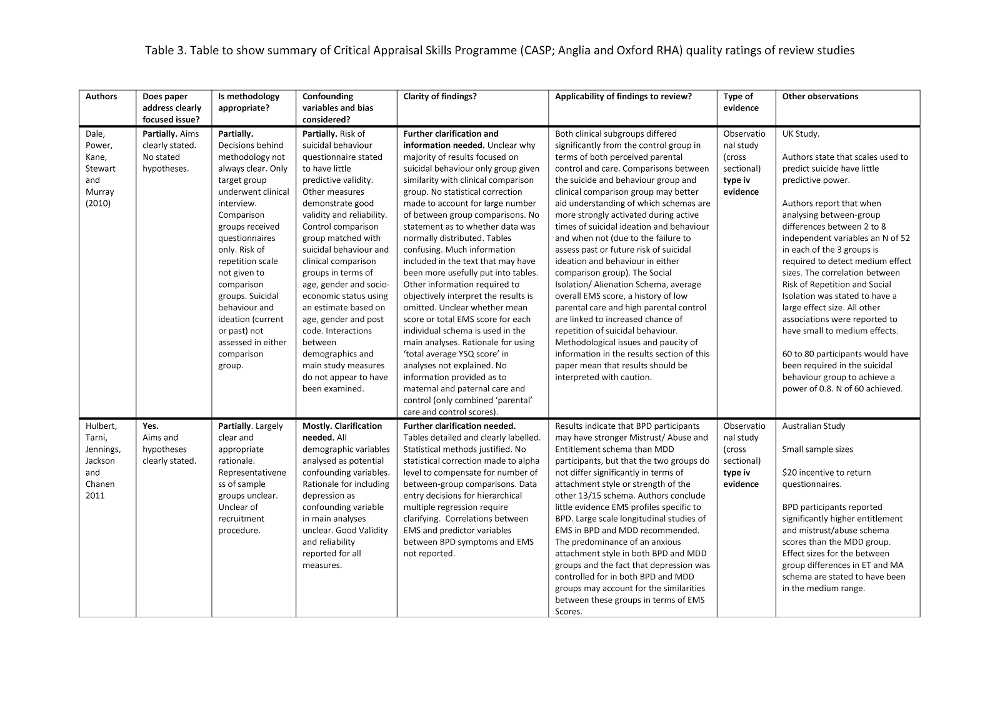 Table 3. Table to show summary of Critical Appraisal Skills Programme (CASP; Anglia and Oxford RHA) quality ratings of review studies
Authors
Does paper
address clearly
focused issue?
Is methodology
appropriate?
Confounding
variables and bias
considered?
Clarity of findings?
Applicability of findings to review?
Type of
evidence
Other observations
Dale,
Power,
Kane,
Stewart
and
Murray
(2010)
Partially. Aims
clearly stated.
No stated
hypotheses.
Partially.
Decisions behind
methodology not
always clear. Only
target group
underwent clinical
interview.
Comparison
groups received
questionnaires
only. Risk of
repetition scale
not given to
comparison
groups. Suicidal
behaviour and
ideation (current
or past) not
assessed in either
comparison
group.
Partially. Risk of
suicidal behaviour
questionnaire stated
to have little
predictive validity.
Other measures
demonstrate good
validity and reliability.
Control comparison
group matched with
suicidal behaviour and
clinical comparison
groups in terms of
age, gender and socio-
economic status using
an estimate based on
age, gender and post
code. Interactions
between
demographics and
main study measures
do not appear to have
been examined.
Further clarification and
information needed. Unclear why
majority of results focused on
suicidal behaviour only group given
similarity with clinical comparison
group. No statistical correction
made to account for large number
of between group comparisons. No
statement as to whether data was
normally distributed. Tables
confusing. Much information
included in the text that may have
been more usefully put into tables.
Other information required to
objectively interpret the results is
omitted. Unclear whether mean
score or total EMS score for each
individual schema is used in the
main analyses. Rationale for using
‘total average YSQ score’ in
analyses not explained. No
information provided as to
maternal and paternal care and
control (only combined ‘parental’
care and control scores).
Both clinical subgroups differed
significantly from the control group in
terms of both perceived parental
control and care. Comparisons between
the suicide and behaviour group and
clinical comparison group may better
aid understanding of which schemas are
more strongly activated during active
times of suicidal ideation and behaviour
and when not (due to the failure to
assess past or future risk of suicidal
ideation and behaviour in either
comparison group). The Social
Isolation/ Alienation Schema, average
overall EMS score, a history of low
parental care and high parental control
are linked to increased chance of
repetition of suicidal behaviour.
Methodological issues and paucity of
information in the results section of this
paper mean that results should be
interpreted with caution.
Observatio
nal study
(cross
sectional)
type iv
evidence
UK Study.
Authors state that scales used to
predict suicide have little
predictive power.
Authors report that when
analysing between-group
differences between 2 to 8
independent variables an N of 52
in each of the 3 groups is
required to detect medium effect
sizes. The correlation between
Risk of Repetition and Social
Isolation was stated to have a
large effect size. All other
associations were reported to
have small to medium effects.
60 to 80 participants would have
been required in the suicidal
behaviour group to achieve a
power of 0.8. N of 60 achieved.
Hulbert,
Tarni,
Jennings,
Jackson
and
Chanen
2011
Yes.
Aims and
hypotheses
clearly stated.
Partially. Largely
clear and
appropriate
rationale.
Representativene
ss of sample
groups unclear.
Unclear of
recruitment
procedure.
Mostly. Clarification
needed. All
demographic variables
analysed as potential
confounding variables.
Rationale for including
depression as
confounding variable
in main analyses
unclear. Good Validity
and reliability
reported for all
measures.
Further clarification needed.
Tables detailed and clearly labelled.
Statistical methods justified. No
statistical correction made to alpha
level to compensate for number of
between-group comparisons. Data
entry decisions for hierarchical
multiple regression require
clarifying.  Correlations between
EMS and predictor variables
between BPD symptoms and EMS
not reported.
Results indicate that BPD participants
may have stronger Mistrust/ Abuse and
Entitlement schema than MDD
participants, but that the two groups do
not differ significantly in terms of
attachment style or strength of the
other 13/15 schema. Authors conclude
little evidence EMS profiles specific to
BPD. Large scale longitudinal studies of
EMS in BPD and MDD recommended.
The predominance of an anxious
attachment style in both BPD and MDD
groups and the fact that depression was
controlled for in both BPD and MDD
groups may account for the similarities
between these groups in terms of EMS
Scores.
Observatio
nal study
(cross
sectional)
type iv
evidence
Australian Study
Small sample sizes
$20 incentive to return
questionnaires.
BPD participants reported
significantly higher entitlement
and mistrust/abuse schema
scores than the MDD group.
Effect sizes for the between
group differences in ET and MA
schema are stated to have been
in the medium range.